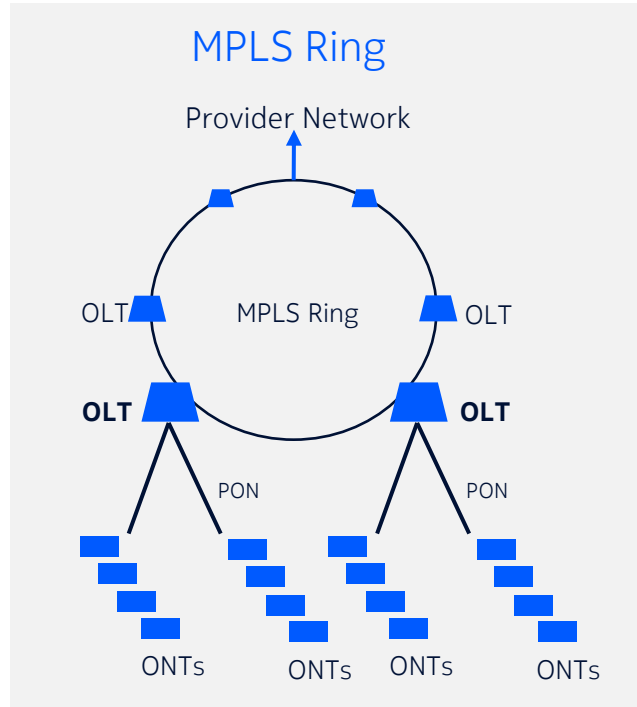 MPLS Ring
Provider Network
OLT
MPLS Ring
OLT
OLT
OLT
PON
PON
ONTs
ONTs
ONTs
ONTs